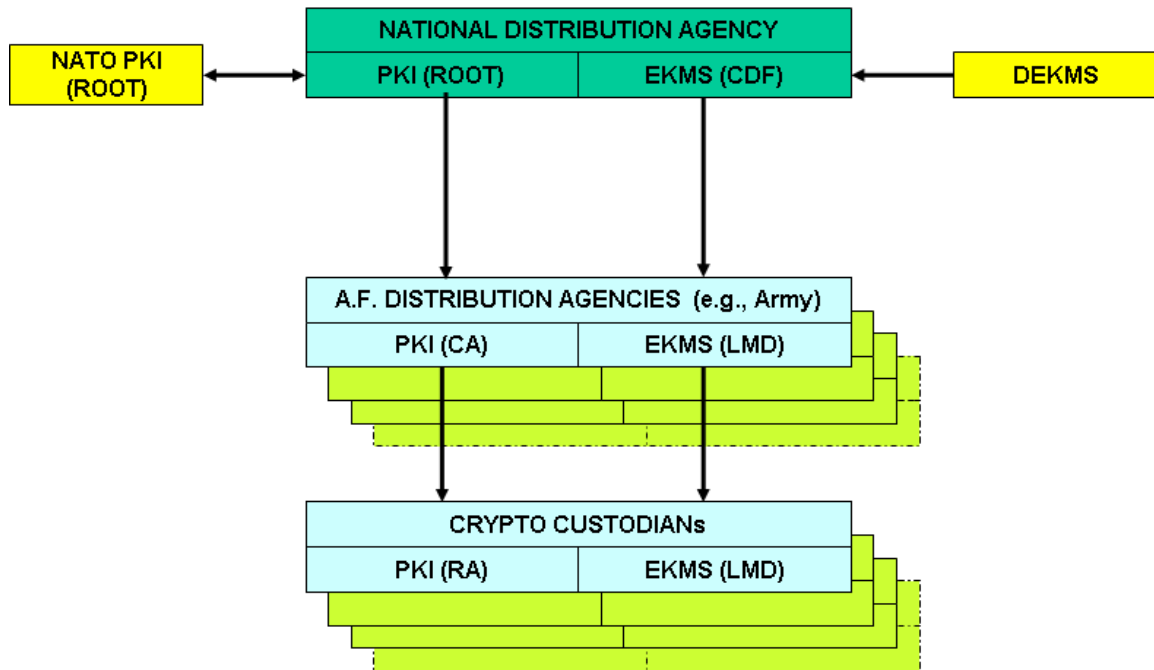 NATIONAL DISTRIBUTION AGENCY
NATO PKI
(ROOT)
PKI (ROOT)
EKMS (CDF)
DEKMS
A.F. DISTRIBUTION AGENCIES (e.g., Army)
PKI (CA)
EKMS (LMD)
CRYPTO CUSTODIANs
PKI (RA)
EKMS (LMD)